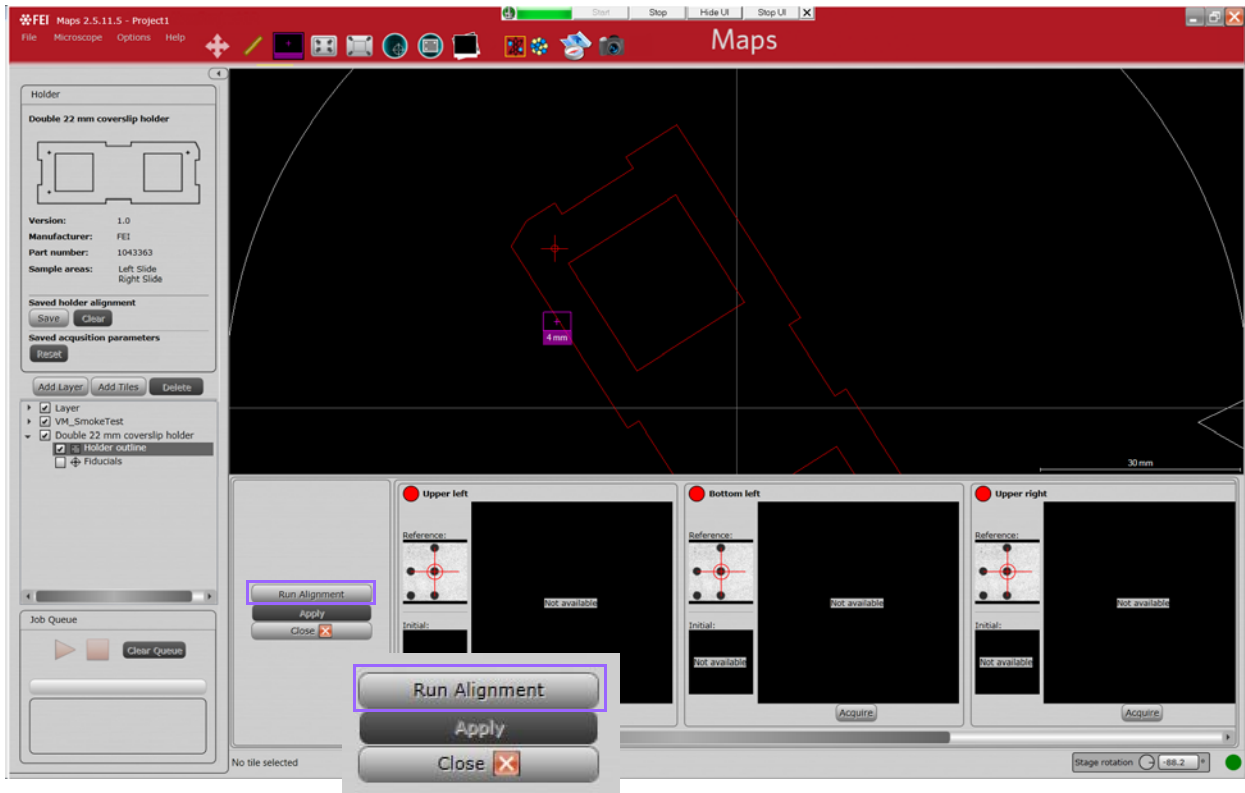 FEI Maps 2.5.11.5 - Project1
Start Stop Hide UI Stop UI X
File Microscope Options Help
Maps
Holder
Double 22 mm coverslip holder
Version: 1.0
Manufacturer: FEI
Part number: 1043363
Sample areas: Left Slide
Right Slide
Saved holder alignment
Save Clear
Saved acqusition parameters
Reset
Add Layer Add Tiles Delete
Layer
VM_SmokeTest
Double 22 mm coverslip holder
Holder outline
Fiducials
4 mm
30 mm
Job Queue
Clear Queue
Run Alignment
Apply
Close
Upper left
Reference:
Not available
Initial:
Bottom left
Reference:
Not available
Initial:
Not available
Acquire
Upper right
Reference:
Not available
Initial:
Not available
Acquire
Run Alignment
Apply
Close
No tile selected
Stage rotation -88.2 °